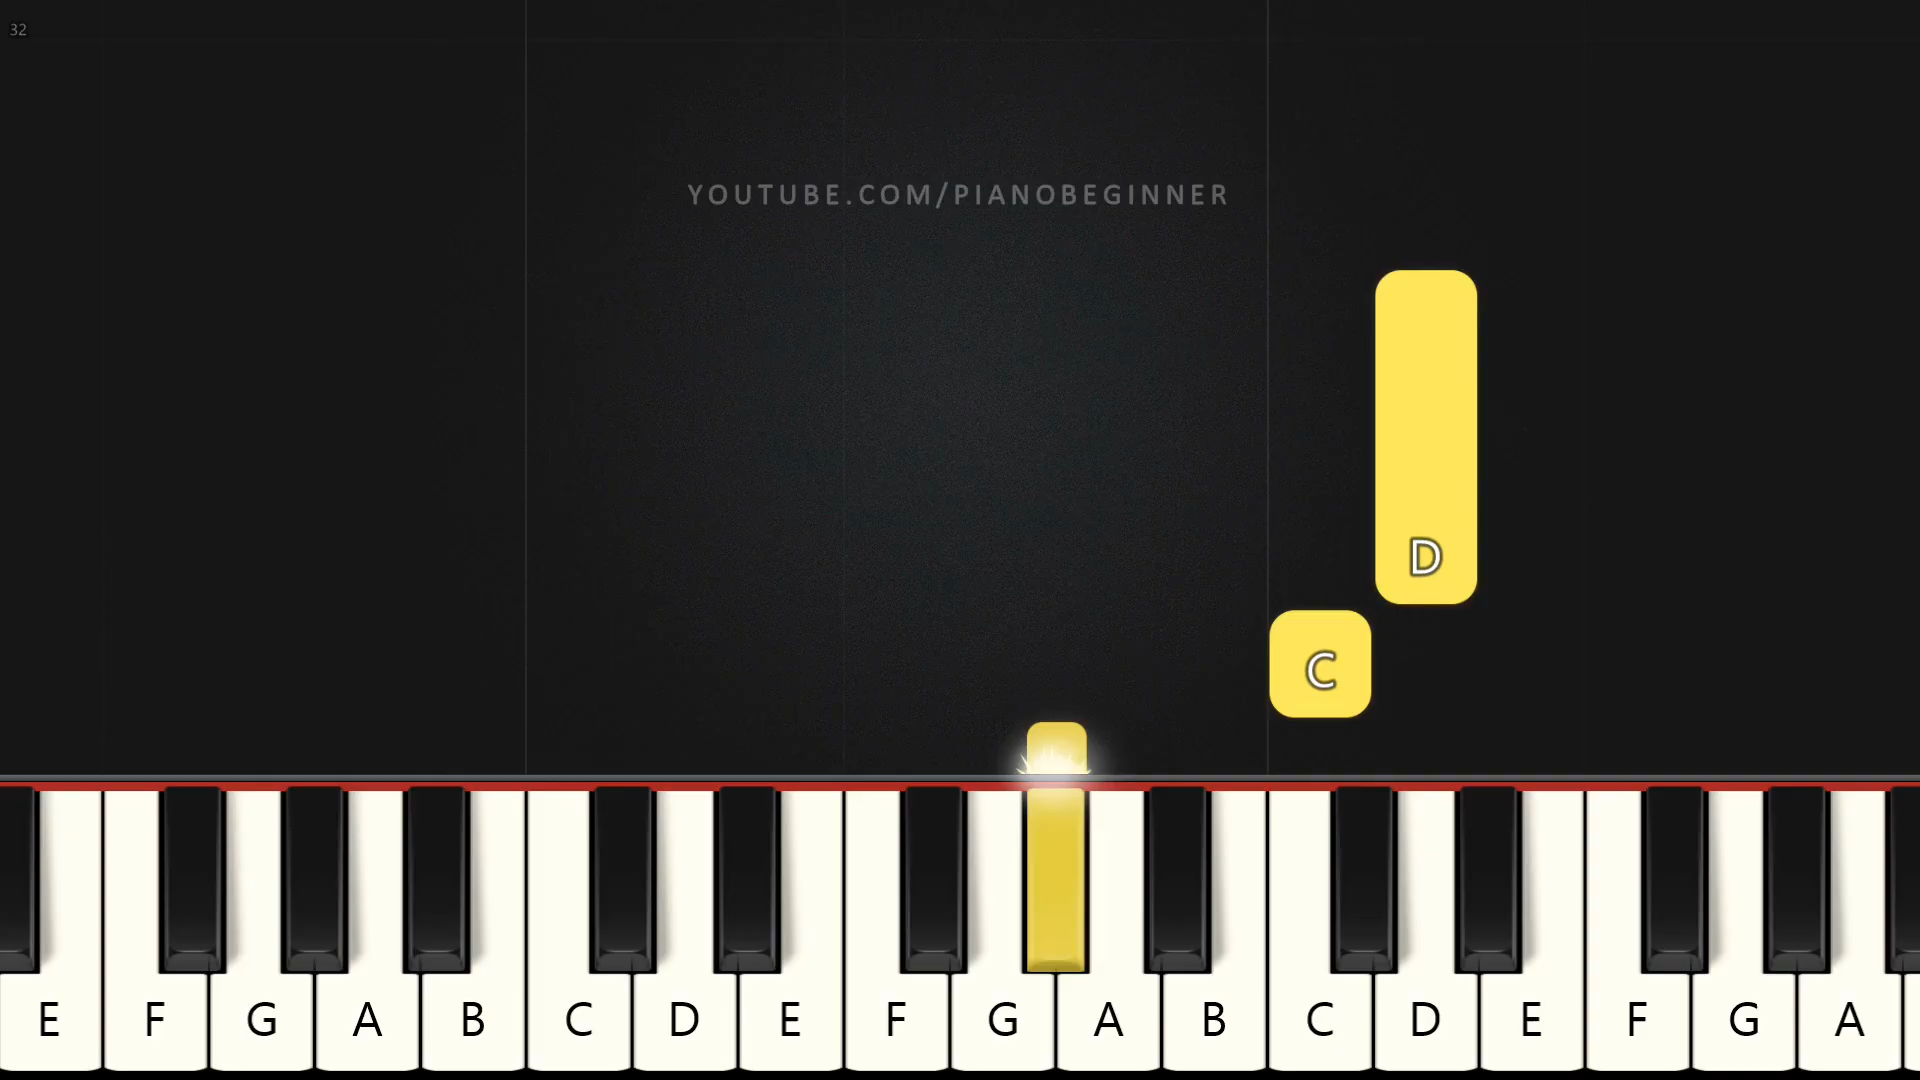 32
YOUTUBE.COM/PIANOBEGINNER
D
C
E F G A B C D E F G A B C D E F G A